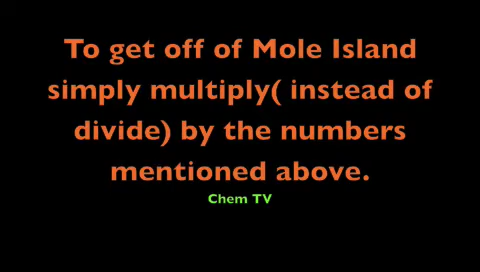 To get off of Mole Island
simply multiply( instead of
divide) by the numbers
mentioned above.
Chem TV